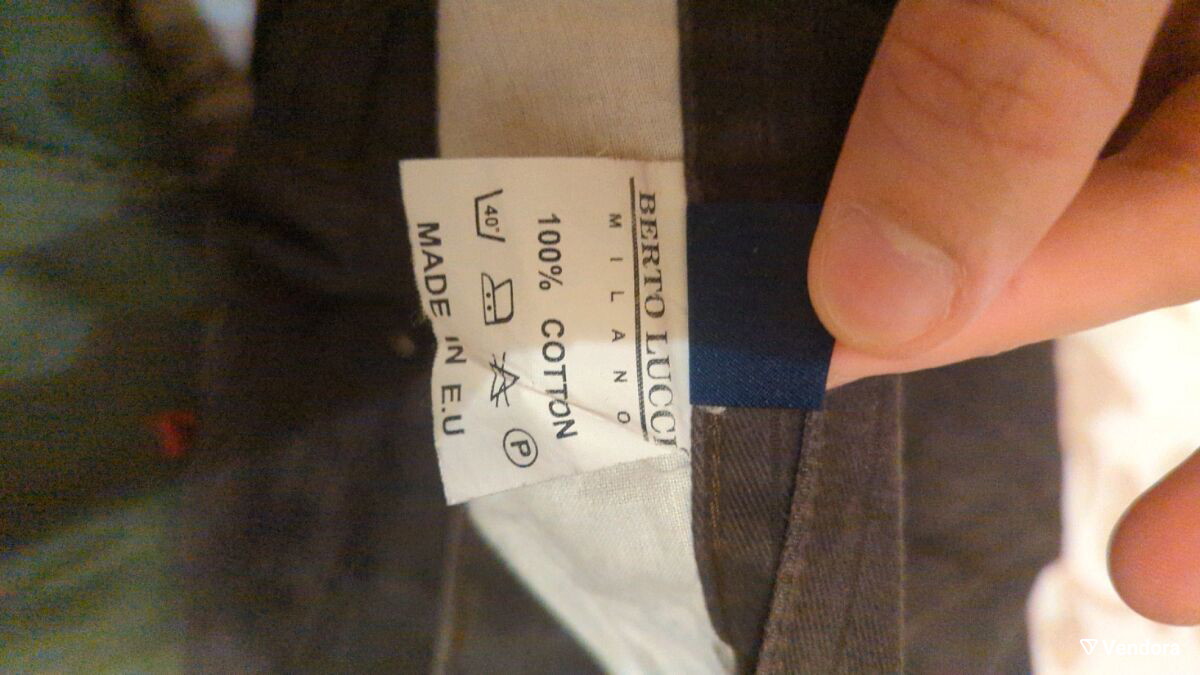 BERTO LUCCI
MILANO
100% COTTON
40°
P
MADE IN E.U
Vendora